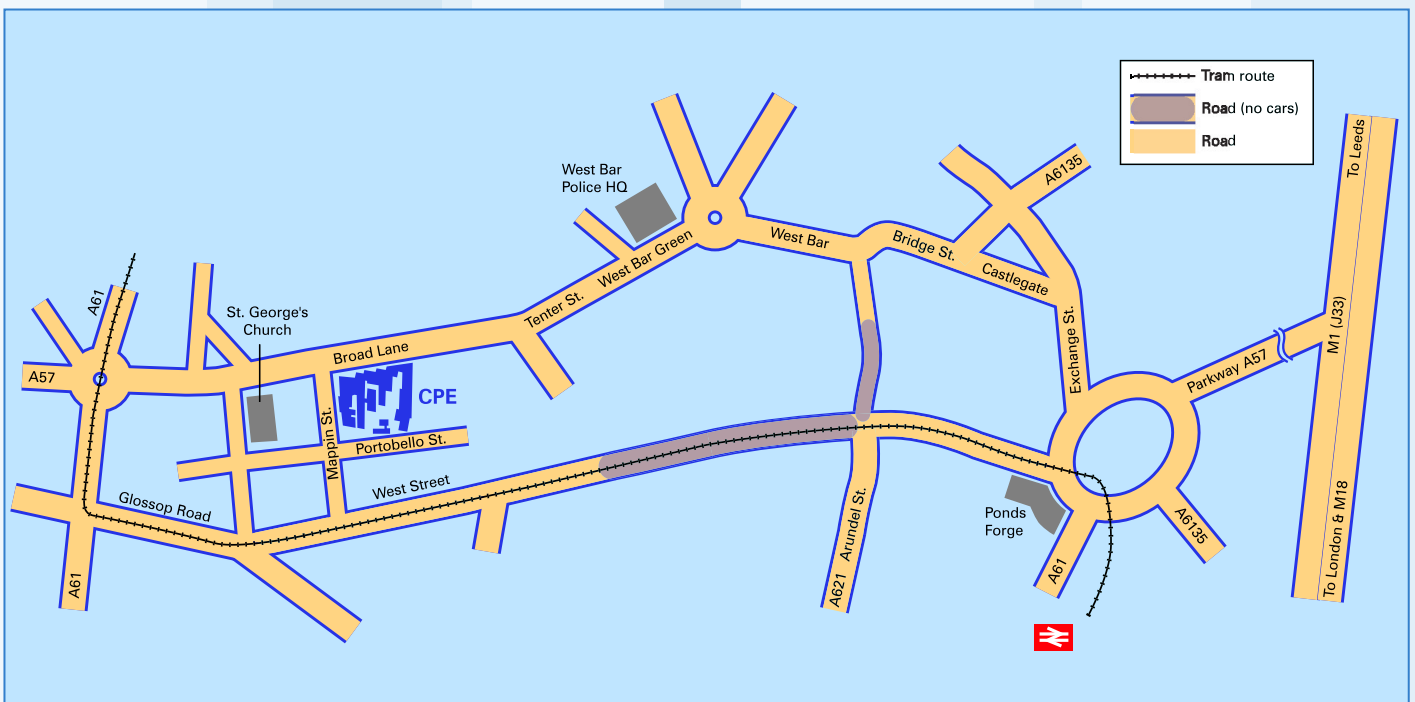 Tram route
Road (no cars)
Road
To Leeds
A6135
West Bar
Police HQ
West Bar
Bridge St.
West Bar Green
Castlegate
A61
Tenter St.
St. George's
Church
M1 (J33)
Exchange St.
Broad Lane
Parkway A57
A57
CPE
Mappin St.
Portobello St.
West Street
Glossop Road
Ponds
Forge
Arundel St.
A6135
To London & M18
A61
A621
A61